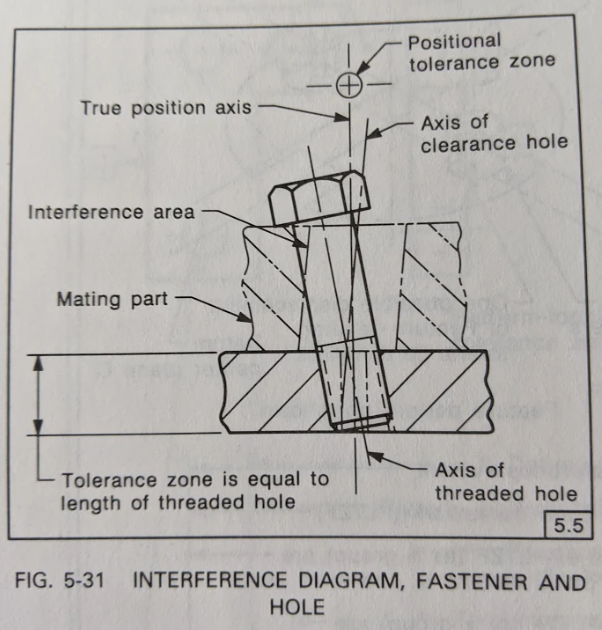 Positional
tolerance zone
True position axis
Axis of
clearance hole
Interference area
Mating part
Tolerance zone is equal to
length of threaded hole
Axis of
threaded hole
5.5
FIG. 5-31 INTERFERENCE DIAGRAM, FASTENER AND
HOLE